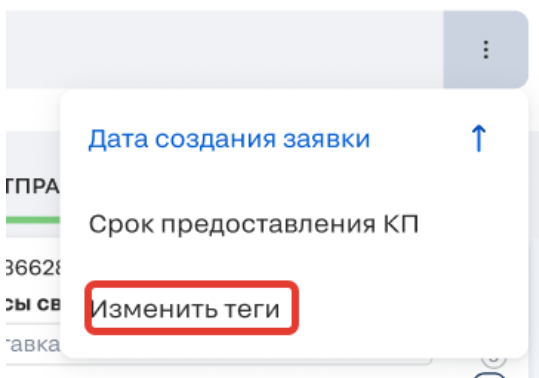 Дата создания заявки ↑
Срок предоставления КП
Изменить теги